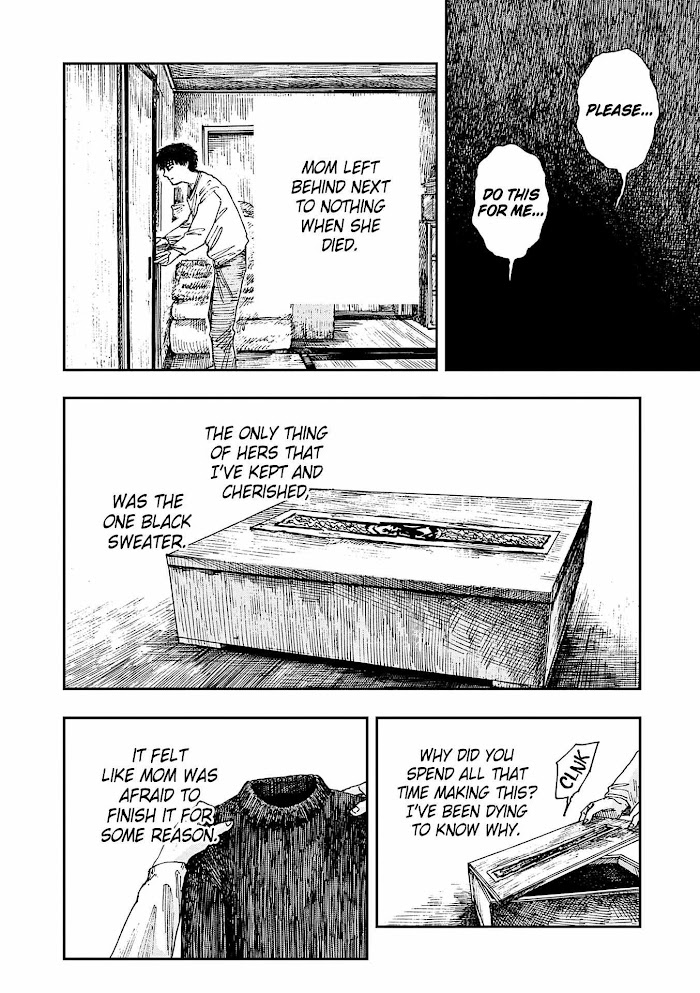 PLEASE...
DO THIS
FOR ME...
MOM LEFT
BEHIND NEXT
TO NOTHING
WHEN SHE
DIED.
THE ONLY THING
OF HERS THAT
I'VE KEPT AND
CHERISHED,
WAS THE
ONE BLACK
SWEATER.
CLNK
WHY DID YOU
SPEND ALL THAT
TIME MAKING THIS?
I'VE BEEN DYING
TO KNOW WHY.
IT FELT
LIKE MOM WAS
AFRAID TO
FINISH IT FOR
SOME REASON.